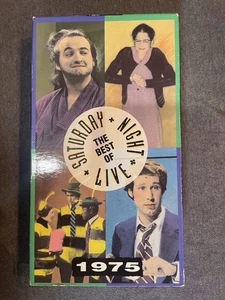 SATURDAY NIGHT
THE BEST OF
LIVE
1975